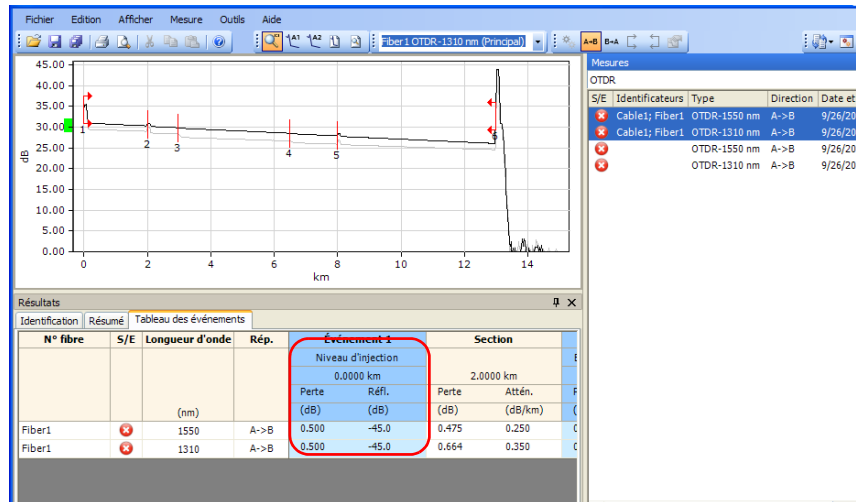 Fichier Edition Afficher Mesure Outils Aide
A1 A2 Fiber1 OTDR-1310 nm (Principal) A→B B→A
45.00
40.00
35.00
30.00
25.00
20.00
15.00
10.00
5.00
0.00
dB
1 2 3 4 5 6
0 2 4 6 8 10 12 14
km
Mesures
OTDR
S/E Identificateurs Type Direction Date et
Cable1; Fiber1 OTDR-1550 nm A->B 9/26/20
Cable1; Fiber1 OTDR-1310 nm A->B 9/26/20
OTDR-1550 nm A->B 9/26/20
OTDR-1310 nm A->B 9/26/20
Résultats
Identification Résumé Tableau des événements
N° fibre S/E Longueur d'onde Rép. Événement 1 Section
Niveau d'injection
0.0000 km 2.0000 km
Perte Réfl. Perte Attén.
(nm) (dB) (dB) (dB) (dB/km)
Fiber1 1550 A->B 0.500 -45.0 0.475 0.250
Fiber1 1310 A->B 0.500 -45.0 0.664 0.350